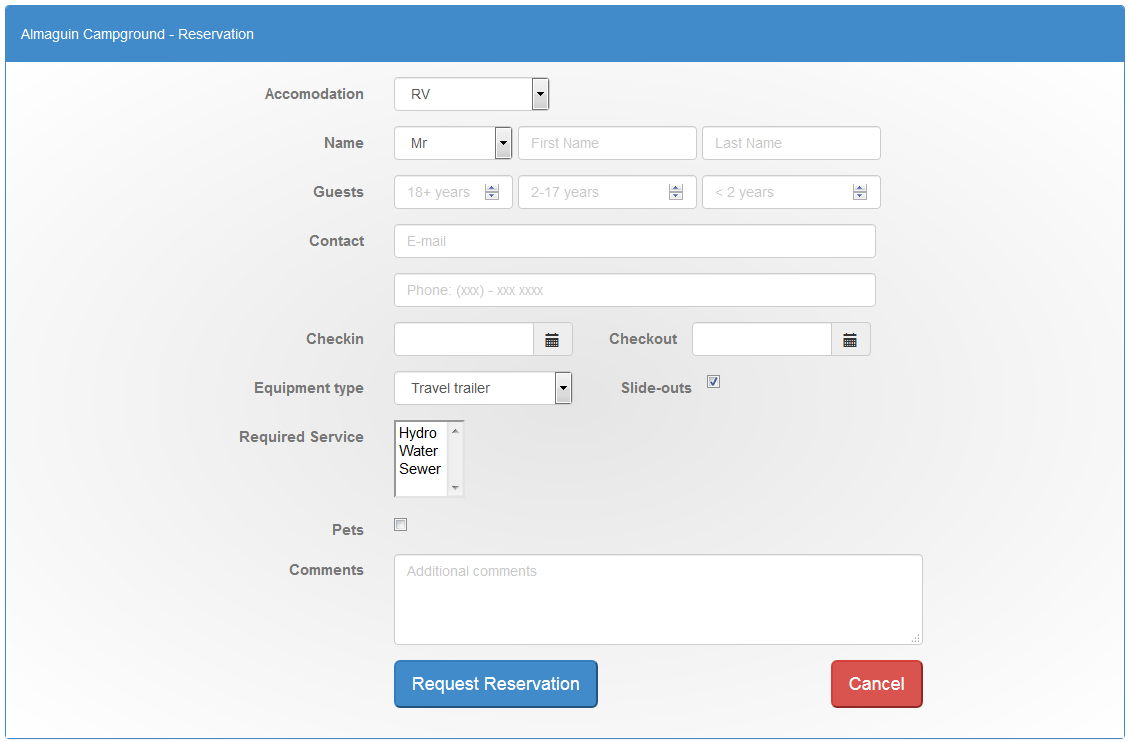 Almaguin Campground - Reservation
Accomodation RV
Name Mr First Name Last Name
Guests 18+ years 2-17 years < 2 years
Contact E-mail
Phone: (xxx) - xxx xxxx
Checkin Checkout
Equipment type Travel trailer Slide-outs
Required Service Hydro
Water
Sewer
Pets
Comments Additional comments
Request Reservation Cancel